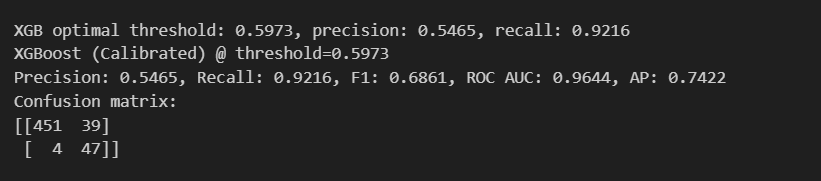 XGB optimal threshold: 0.5973, precision: 0.5465, recall: 0.9216
XGBoost (Calibrated) @ threshold=0.5973
Precision: 0.5465, Recall: 0.9216, F1: 0.6861, ROC AUC: 0.9644, AP: 0.7422
Confusion matrix:
[[451  39]
 [  4  47]]